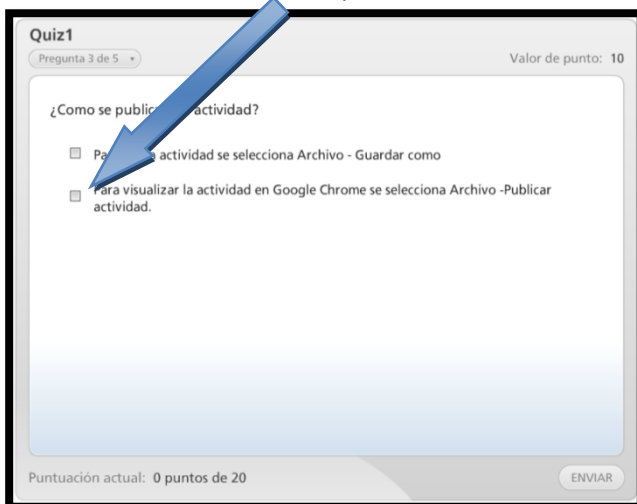 Quiz1
Pregunta 3 de 5
Valor de punto: 10
¿Como se public actividad?
actividad se selecciona Archivo - Guardar como
Para visualizar la actividad en Google Chrome se selecciona Archivo -Publicar
actividad.
Puntuación actual: 0 puntos de 20
ENVIAR